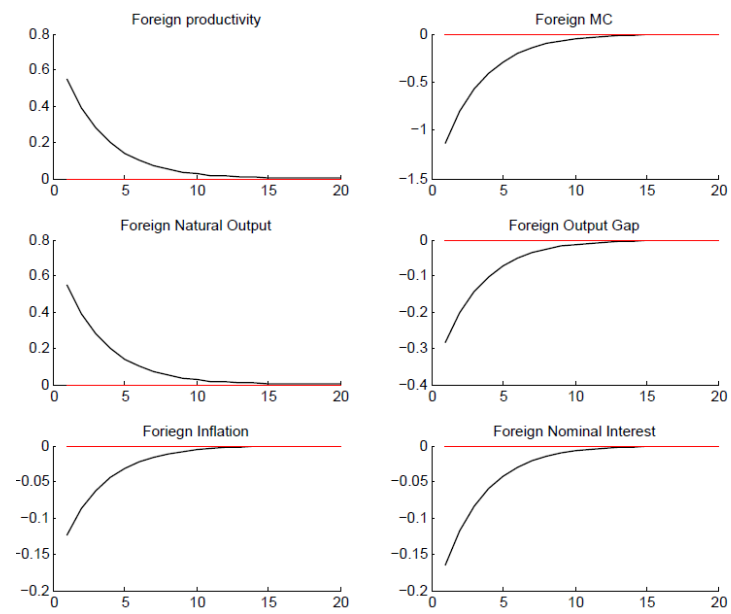 Foreign productivity
0.8
0.6
0.4
0.2
0
0 5 10 15 20
Foreign MC
0
−0.5
−1
−1.5
0 5 10 15 20
Foreign Natural Output
0.8
0.6
0.4
0.2
0
0 5 10 15 20
Foreign Output Gap
0
−0.1
−0.2
−0.3
−0.4
0 5 10 15 20
Foriegn Inflation
0
−0.05
−0.1
−0.15
−0.2
0 5 10 15 20
Foreign Nominal Interest
0
−0.05
−0.1
−0.15
−0.2
0 5 10 15 20